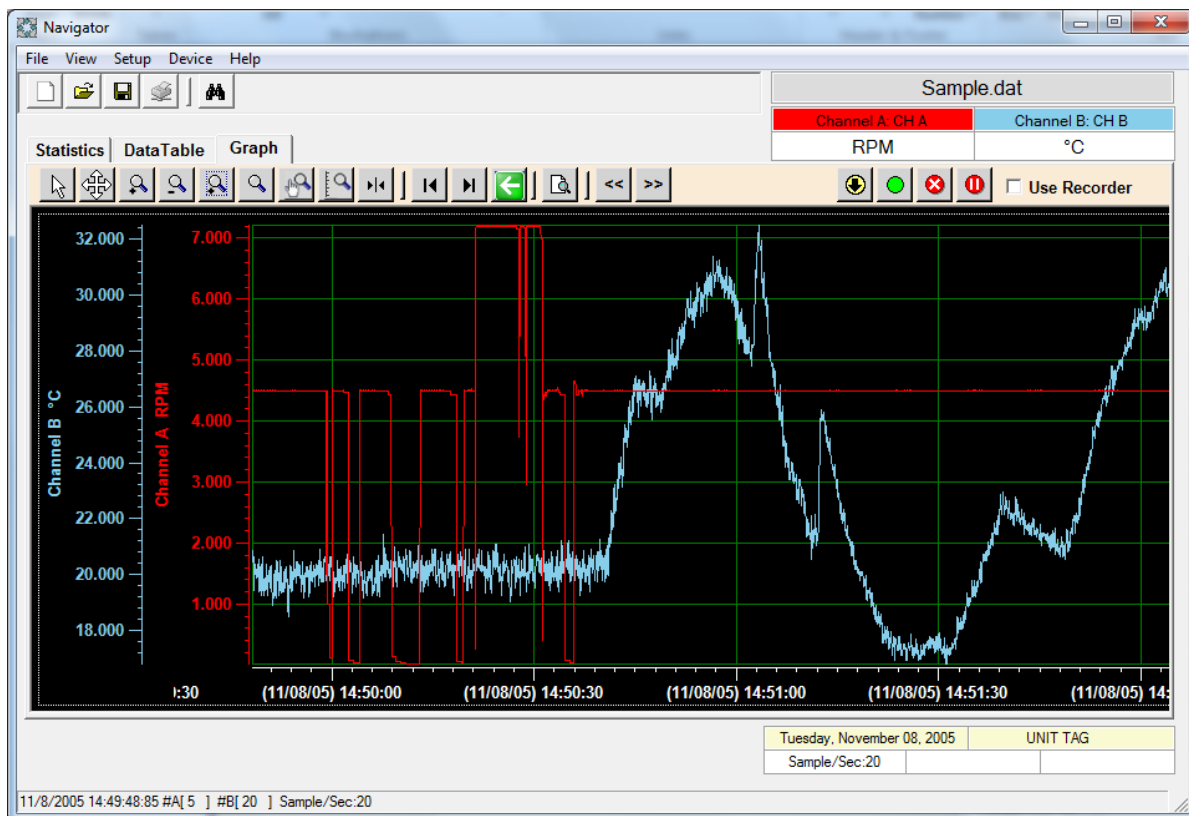 Navigator
File View Setup Device Help
Sample.dat
Channel A: CH A Channel B: CH B
RPM °C
Statistics DataTable Graph
<< >> Use Recorder
32.000 7.000
30.000 6.000
28.000 5.000
26.000 4.000
24.000 3.000
22.000 2.000
20.000 1.000
18.000
Channel B °C
Channel A RPM
):30 (11/08/05) 14:50:00 (11/08/05) 14:50:30 (11/08/05) 14:51:00 (11/08/05) 14:51:30 (11/08/05) 14:
Tuesday, November 08, 2005 UNIT TAG
Sample/Sec:20
11/8/2005 14:49:48:85 #A[ 5 ] #B[ 20 ] Sample/Sec:20